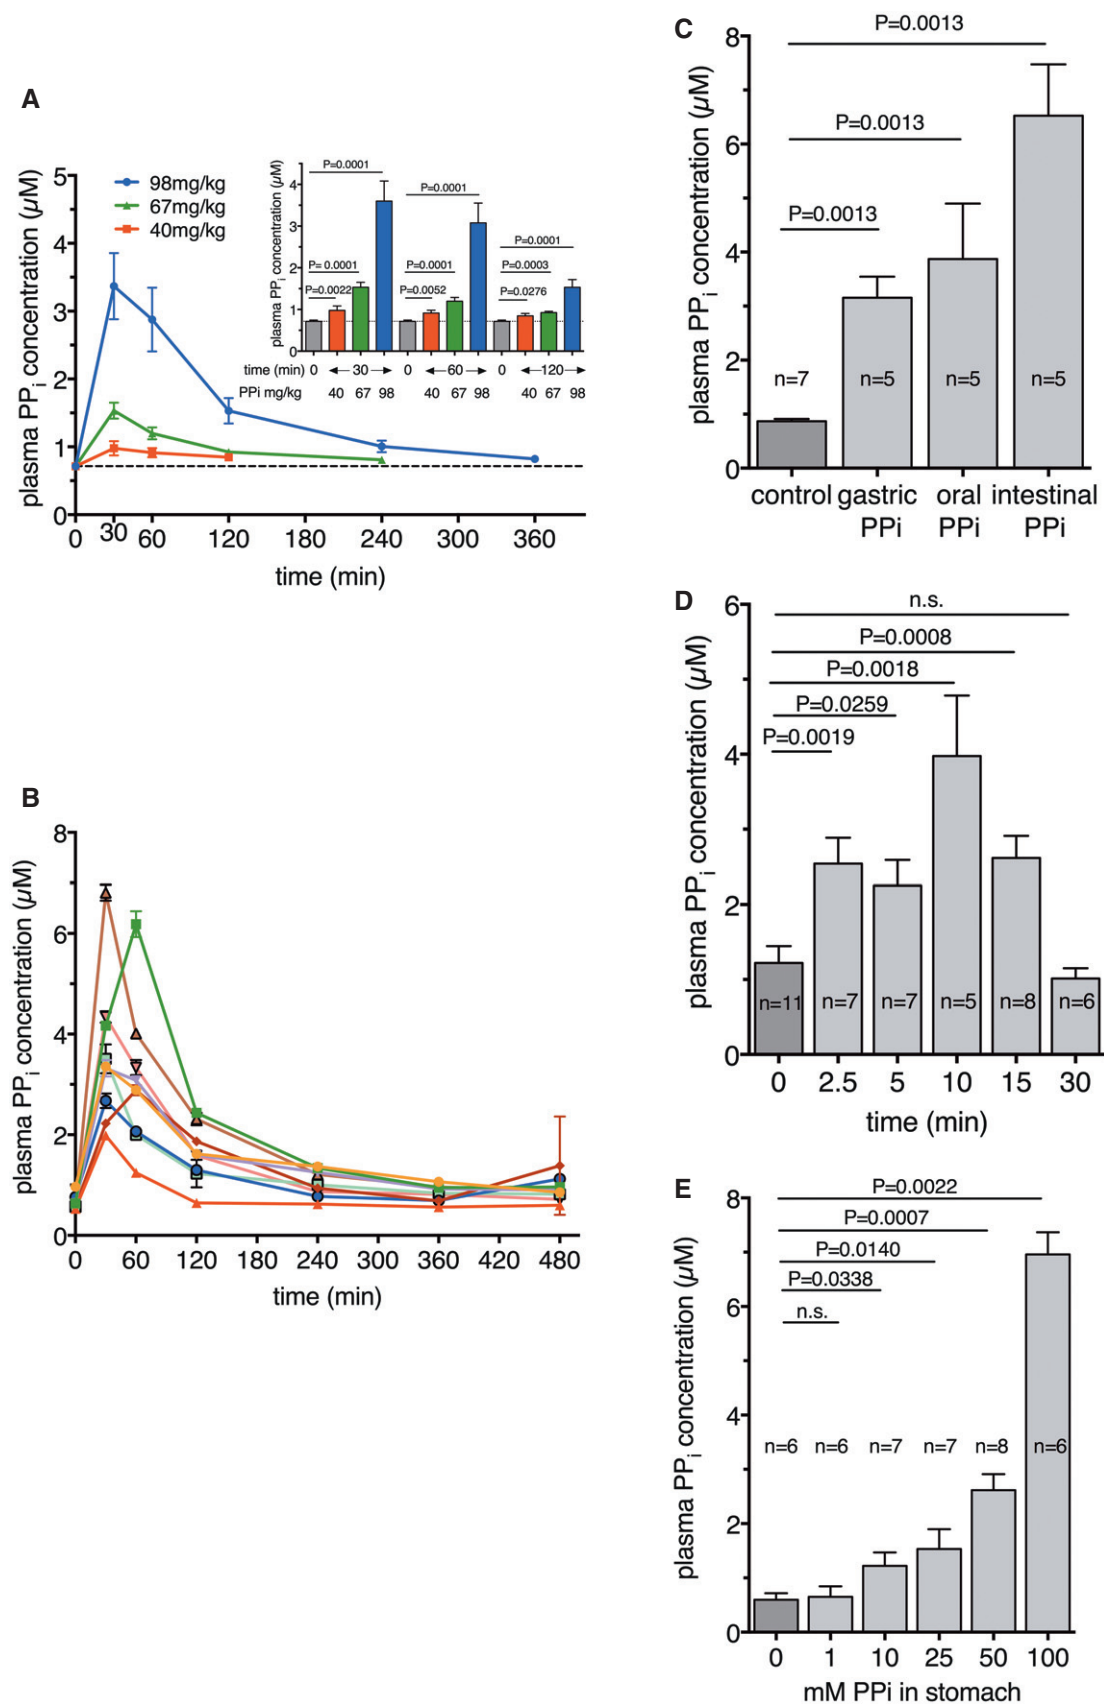 A
plasma PPi concentration (µM)
5
4
3
2
1
0
98mg/kg
67mg/kg
40mg/kg
0 30 60 120 180 240 300 360
time (min)
plasma PPi concentration (µM)
4
3
2
1
0
P=0.0001
P=0.0001
P=0.0001
P= 0.0001
P=0.0001
P=0.0003
P=0.0022
P=0.0052
P=0.0276
time (min) 0 30 0 60 0 120
PPi mg/kg 40 67 98 40 67 98 40 67 98
B
plasma PPi concentration (µM)
8
6
4
2
0
0 60 120 180 240 300 360 420 480
time (min)
C
plasma PPi concentration (µM)
8
6
4
2
0
P=0.0013
P=0.0013
P=0.0013
n=7 n=5 n=5 n=5
control gastric oral intestinal
PPi PPi PPi
D
plasma PPi concentration (µM)
6
4
2
0
n.s.
P=0.0008
P=0.0018
P=0.0259
P=0.0019
n=11 n=7 n=7 n=5 n=8 n=6
0 2.5 5 10 15 30
time (min)
E
plasma PPi concentration (µM)
8
6
4
2
0
P=0.0022
P=0.0007
P=0.0140
P=0.0338
n.s.
n=6 n=6 n=7 n=7 n=8 n=6
0 1 10 25 50 100
mM PPi in stomach